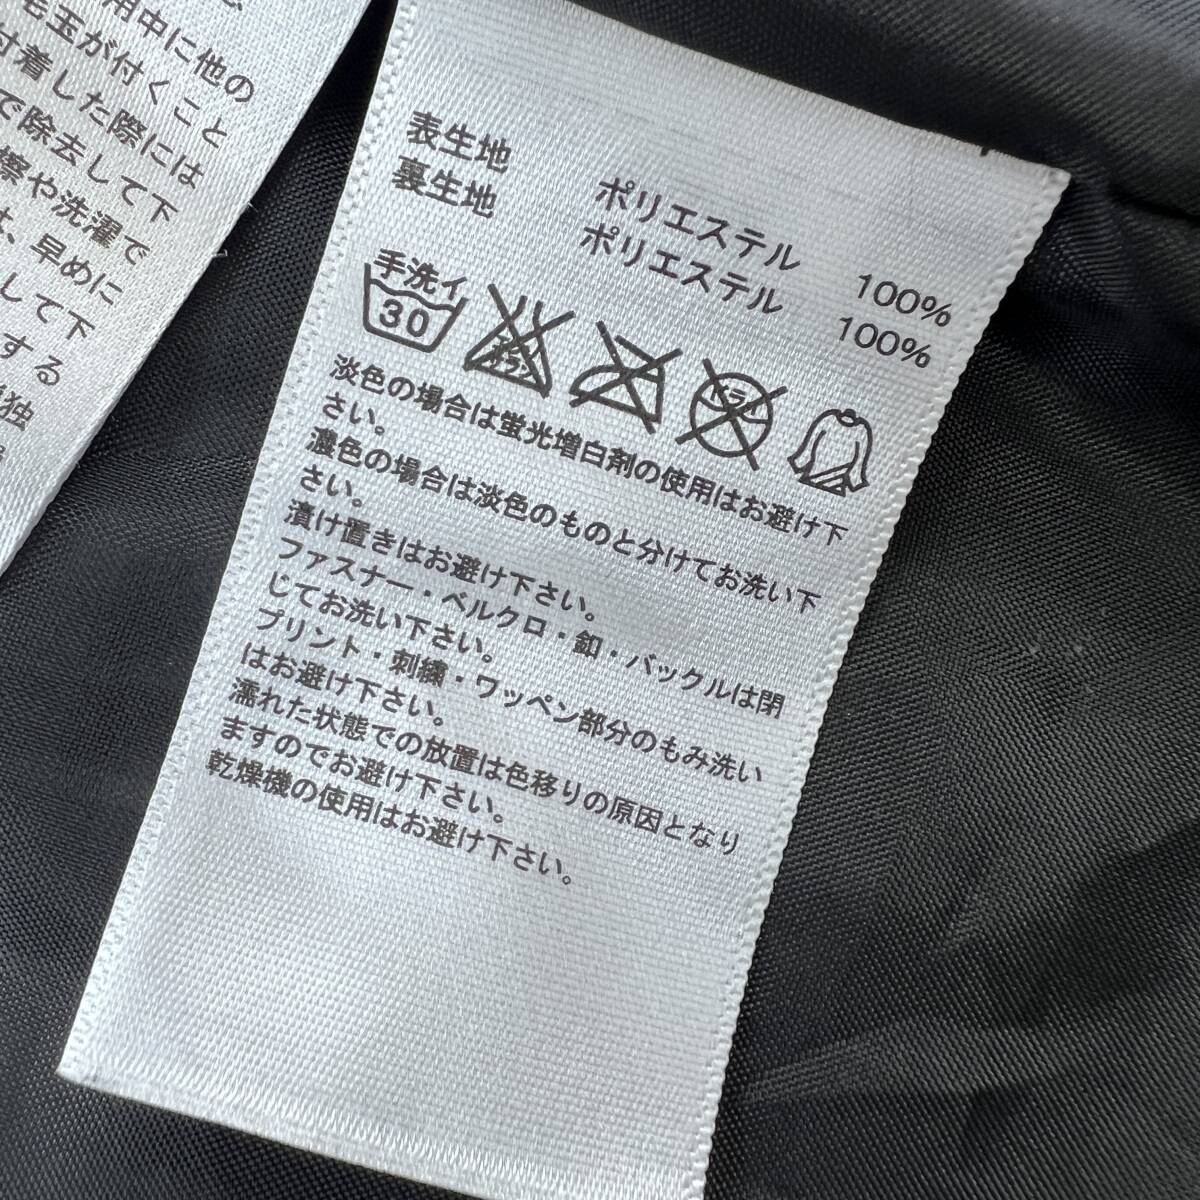 用中に他の
毛玉が付くこと
付着した際には
で除去して下
擦や洗濯で
、早めに
して下
する
独
表生地 ポリエステル 100%
裏生地 ポリエステル 100%
手洗イ
30
ドライ
淡色の場合は蛍光増白剤の使用はお避け下
さい。
濃色の場合は淡色のものと分けてお洗い下
さい。
漬け置きはお避け下さい。
ファスナー・ベルクロ・釦・バックルは閉
じてお洗い下さい。
プリント・刺繍・ワッペン部分のもみ洗い
はお避け下さい。
濡れた状態での放置は色移りの原因となり
ますのでお避け下さい。
乾燥機の使用はお避け下さい。